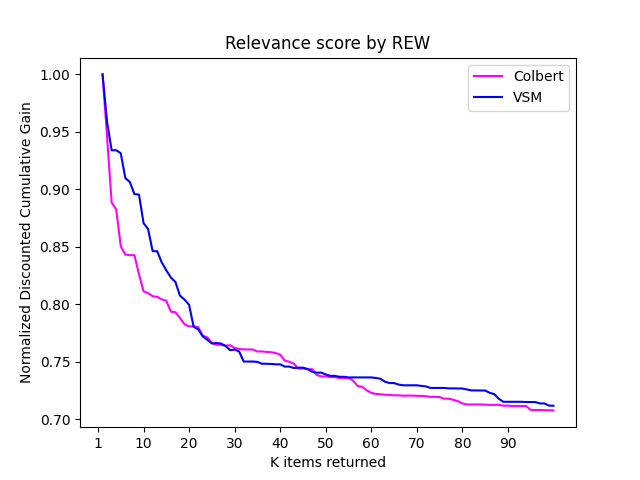 Relevance score by REW
Colbert
VSM
Normalized Discounted Cumulative Gain
1.00
0.95
0.90
0.85
0.80
0.75
0.70
1 10 20 30 40 50 60 70 80 90
K items returned